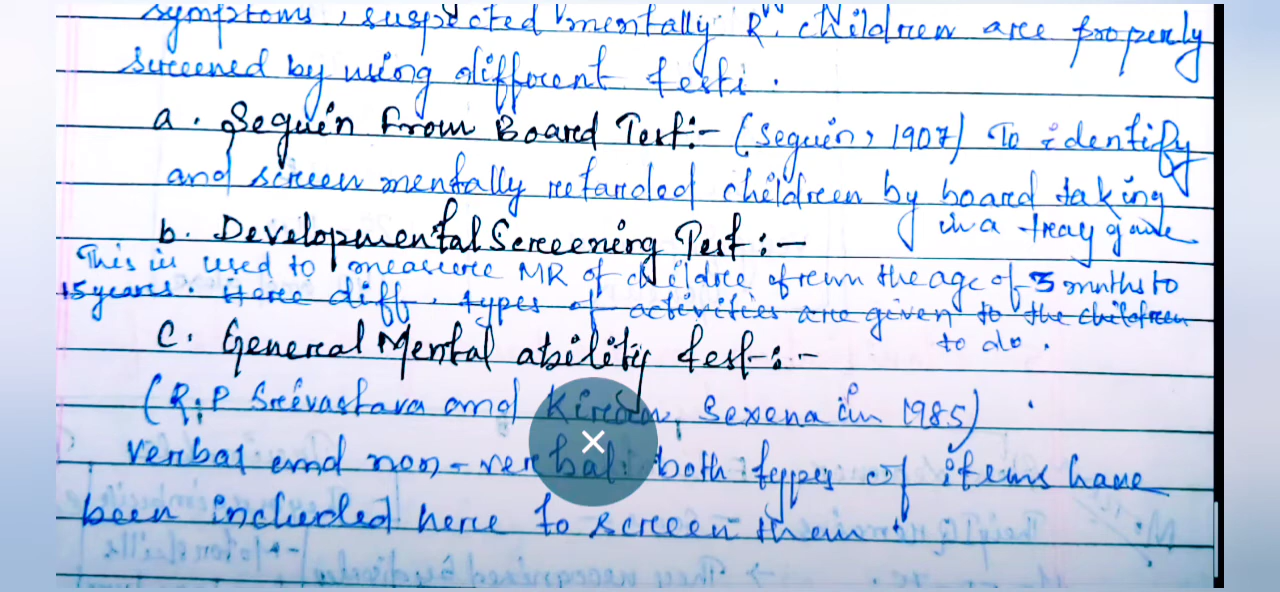 symptoms, suspected mentally R. children are properly
screened by using different tests.
a. Seguin From Board Test:- (Seguin, 1907) To identify
and screen mentally retarded children by board taking
in a tray game
b. Developmental Screening Test:-
This is used to measure MR of childre from the age of 3 mnths to
15 years. Here diff. types of activities are given to the children
to do.
C. General Mental ability test:-
(R.P Srivastava and Kiran Sexena in 1985)
verbal and non-verbal both types of items have
been included here to screen them